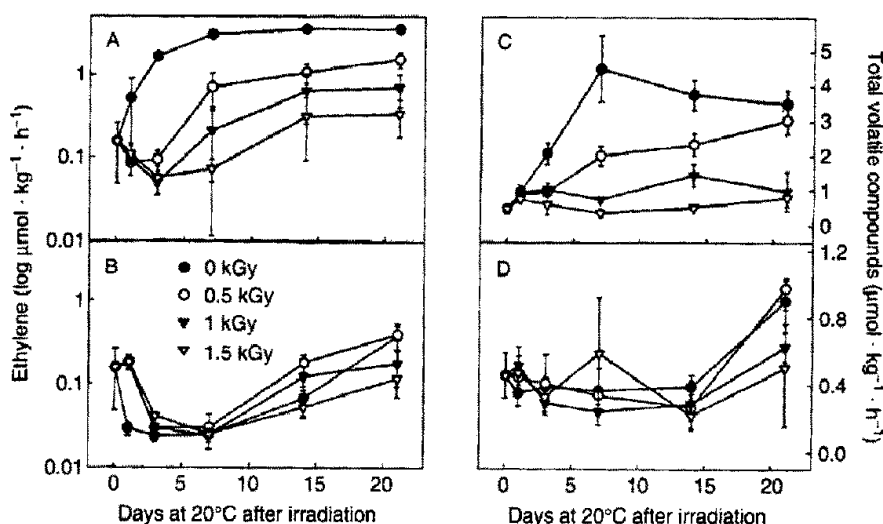 Ethylene (log µmol · kg⁻¹ · h⁻¹)
A
1
0.1
0.01
B
0 kGy
0.5 kGy
1 kGy
1.5 kGy
1
0.1
0.01
0 5 10 15 20
Days at 20°C after irradiation
C
5
4
3
2
1
0
D
1.2
0.8
0.4
0.0
0 5 10 15 20
Days at 20°C after irradiation
Total volatile compounds (µmol · kg⁻¹ · h⁻¹)